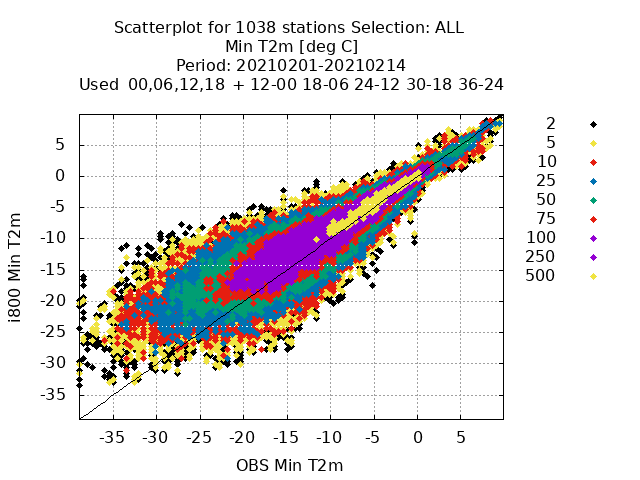 Scatterplot for 1038 stations Selection: ALL
Min T2m [deg C]
Period: 20210201-20210214
Used 00,06,12,18 + 12-00 18-06 24-12 30-18 36-24
2
5
10
25
50
75
100
250
500
5
0
-5
-10
-15
-20
-25
-30
-35
i800 Min T2m
-35 -30 -25 -20 -15 -10 -5 0 5
OBS Min T2m